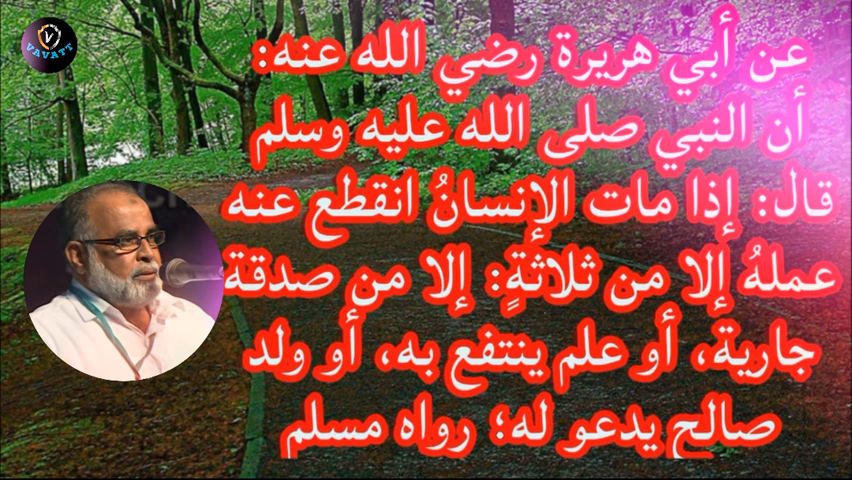 VAVATT
عن أبي هريرة رضي الله عنه:
أن النبي صلى الله عليه وسلم
قال: إذا مات الإنسانُ انقطع عنه
عملهُ إلا من ثلاثةٍ: إلا من صدقة
جارية، أو علم ينتفع به، أو ولد
صالح يدعو له؛ رواه مسلم